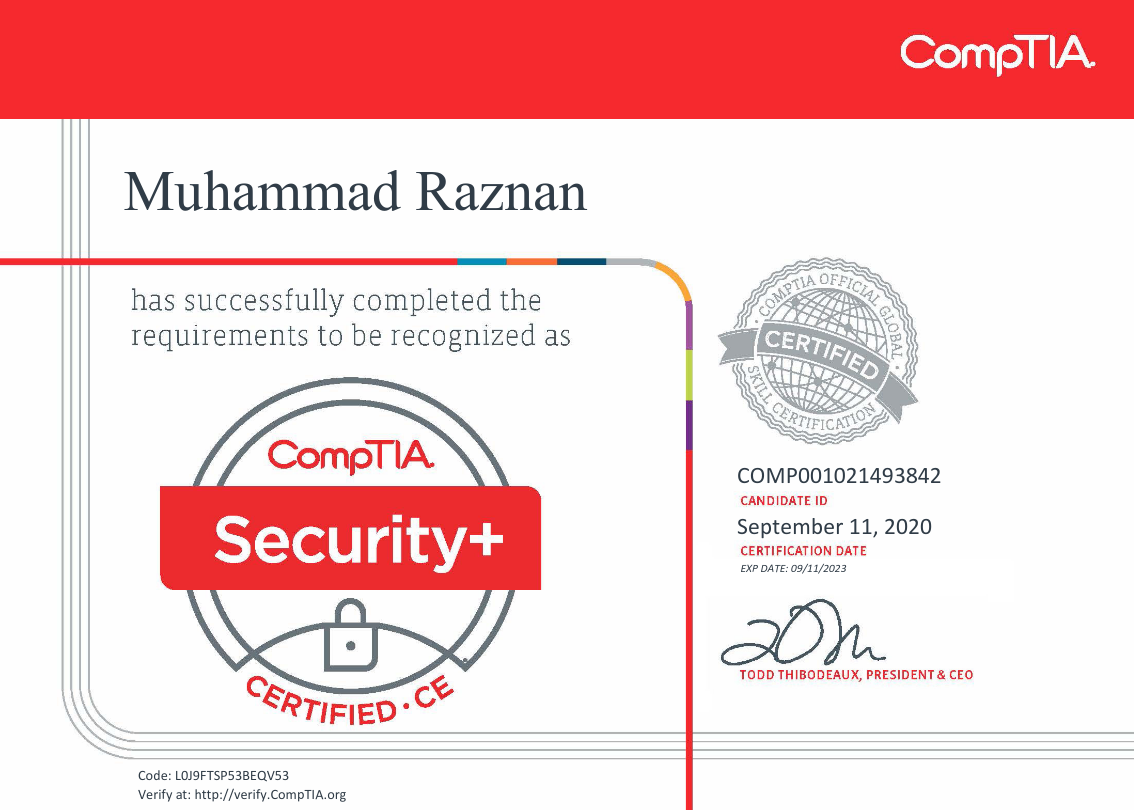 CompTIA.
Muhammad Raznan
has successfully completed the
requirements to be recognized as
CompTIA.
Security+
CERTIFIED · CE
· COMPTIA OFFICIAL GLOBAL ·
CERTIFIED
SKILL CERTIFICATION
COMP001021493842
CANDIDATE ID
September 11, 2020
CERTIFICATION DATE
EXP DATE: 09/11/2023
TODD THIBODEAUX, PRESIDENT & CEO
Code: L0J9FTSP53BEQV53
Verify at: http://verify.CompTIA.org